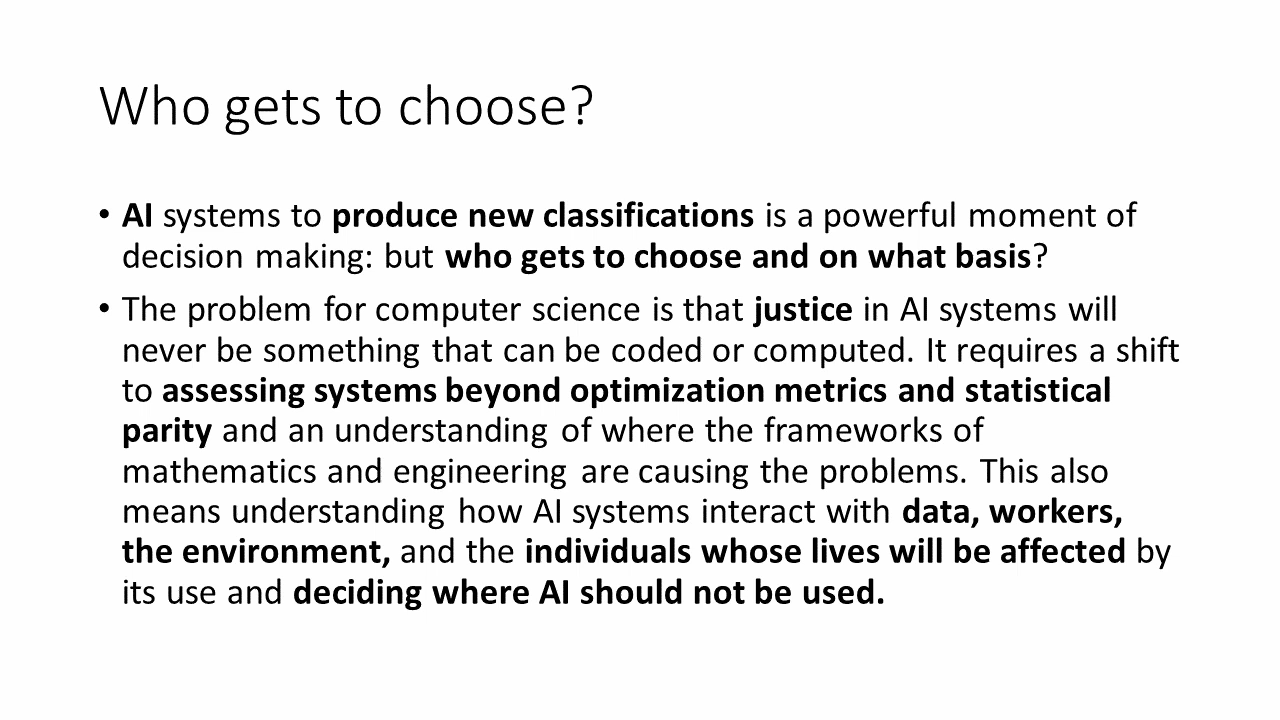 Who gets to choose?
• AI systems to produce new classifications is a powerful moment of
decision making: but who gets to choose and on what basis?
• The problem for computer science is that justice in AI systems will
never be something that can be coded or computed. It requires a shift
to assessing systems beyond optimization metrics and statistical
parity and an understanding of where the frameworks of
mathematics and engineering are causing the problems. This also
means understanding how AI systems interact with data, workers,
the environment, and the individuals whose lives will be affected by
its use and deciding where AI should not be used.